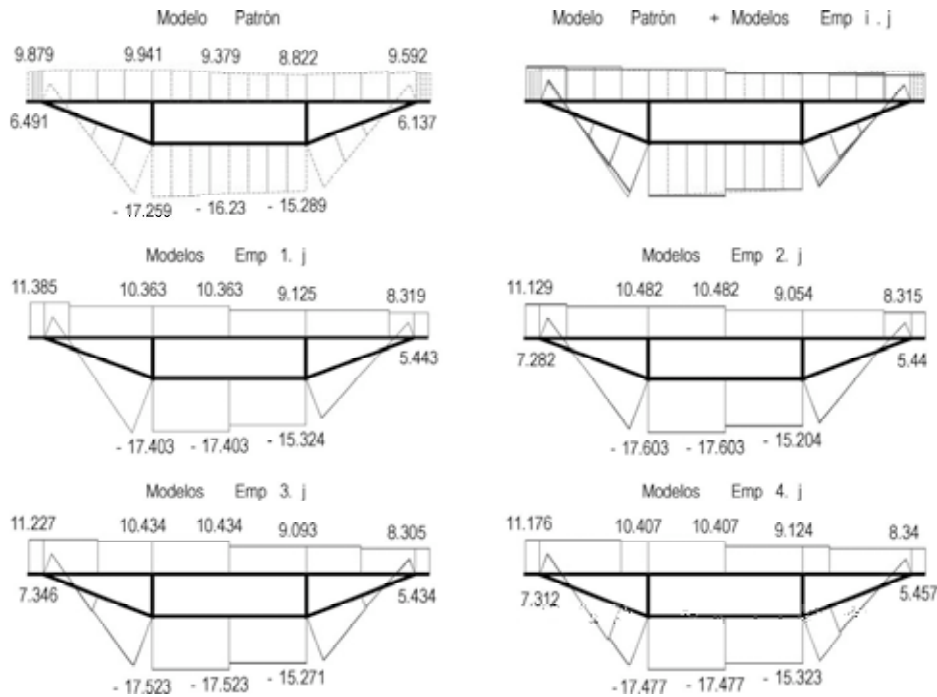 Modelo Patrón
9.879 9.941 9.379 8.822 9.592
6.491 6.137
- 17.259 - 16.23 - 15.289
Modelo Patrón + Modelos Emp i . j
Modelos Emp 1. j
11.385 10.363 10.363 9.125 8.319
5.443
- 17.403 - 17.403 - 15.324
Modelos Emp 2. j
11.129 10.482 10.482 9.054 8.315
7.282 5.44
- 17.603 - 17.603 - 15.204
Modelos Emp 3. j
11.227 10.434 10.434 9.093 8.305
7.346 5.434
- 17.523 - 17.523 - 15.271
Modelos Emp 4. j
11.176 10.407 10.407 9.124 8.34
7.312 5.457
- 17.477 - 17.477 - 15.323